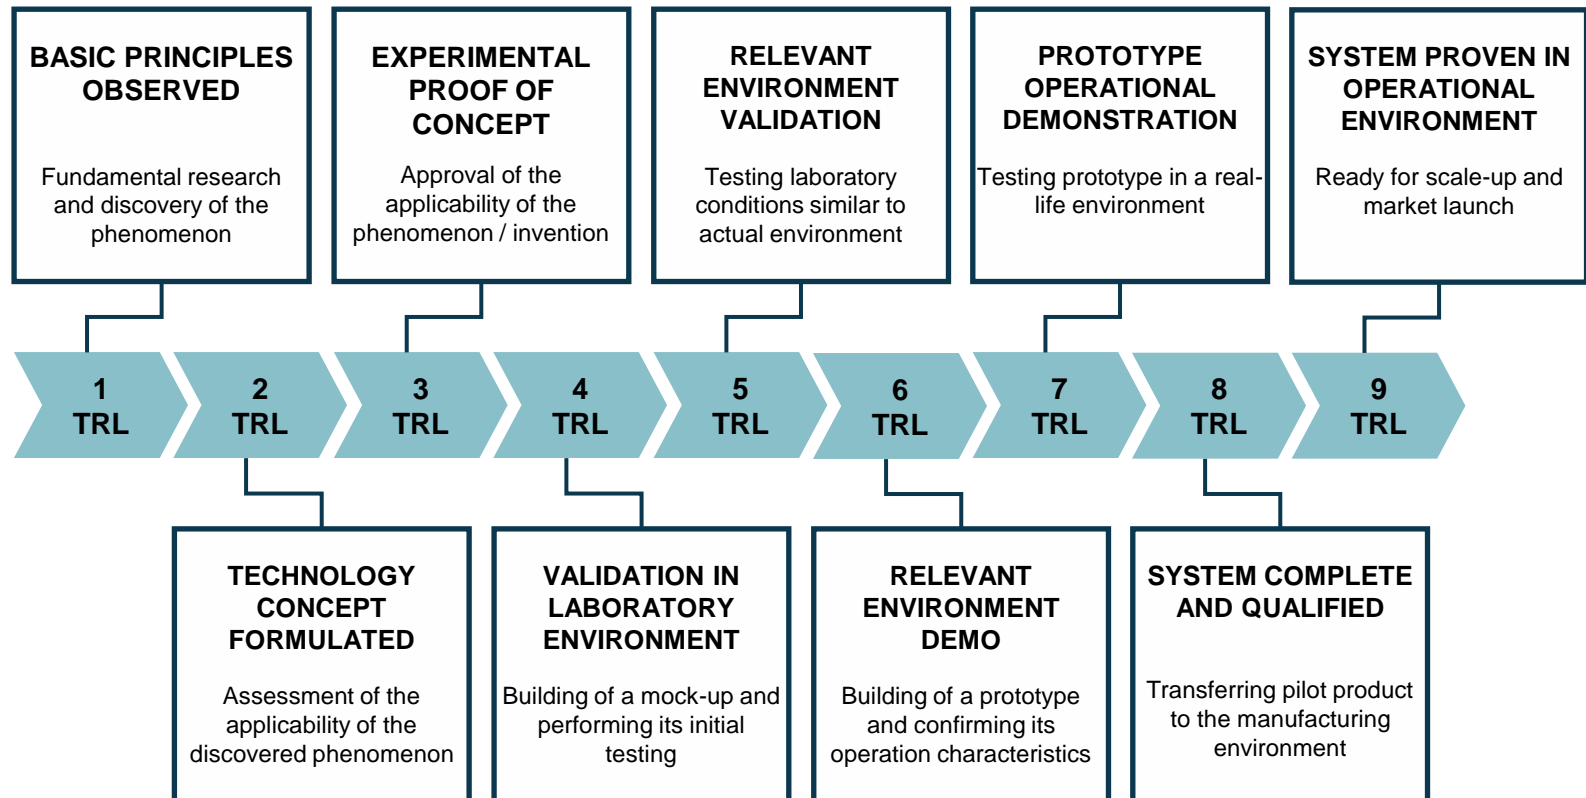 BASIC PRINCIPLES
OBSERVED
Fundamental research
and discovery of the
phenomenon
EXPERIMENTAL
PROOF OF
CONCEPT
Approval of the
applicability of the
phenomenon / invention
RELEVANT
ENVIRONMENT
VALIDATION
Testing laboratory
conditions similar to
actual environment
PROTOTYPE
OPERATIONAL
DEMONSTRATION
Testing prototype in a real-
life environment
SYSTEM PROVEN IN
OPERATIONAL
ENVIRONMENT
Ready for scale-up and
market launch
1
TRL
2
TRL
3
TRL
4
TRL
5
TRL
6
TRL
7
TRL
8
TRL
9
TRL
TECHNOLOGY
CONCEPT
FORMULATED
Assessment of the
applicability of the
discovered phenomenon
VALIDATION IN
LABORATORY
ENVIRONMENT
Building of a mock-up and
performing its initial
testing
RELEVANT
ENVIRONMENT
DEMO
Building of a prototype
and confirming its
operation characteristics
SYSTEM COMPLETE
AND QUALIFIED
Transferring pilot product
to the manufacturing
environment